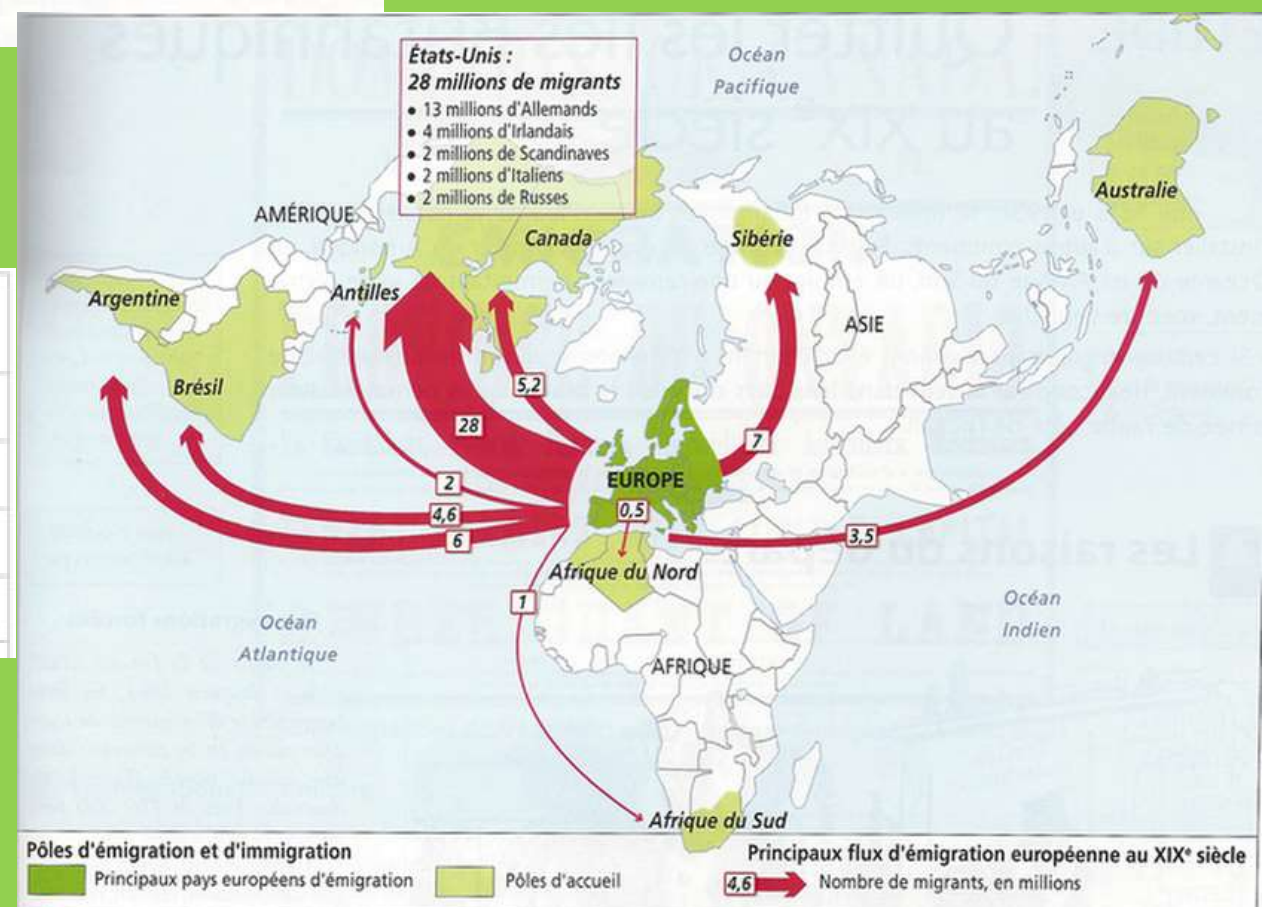 États-Unis :
28 millions de migrants
• 13 millions d'Allemands
• 4 millions d'Irlandais
• 2 millions de Scandinaves
• 2 millions d'Italiens
• 2 millions de Russes
Océan
Pacifique
AMÉRIQUE
Canada
Sibérie
Australie
Argentine
Antilles
Brésil
ASIE
5,2
28
7
EUROPE
2
0,5
4,6
6
3,5
Afrique du Nord
1
Océan
Atlantique
Océan
Indien
AFRIQUE
Afrique du Sud
Pôles d'émigration et d'immigration
Principaux pays européens d'émigration
Pôles d'accueil
Principaux flux d'émigration européenne au XIXe siècle
4,6
Nombre de migrants, en millions